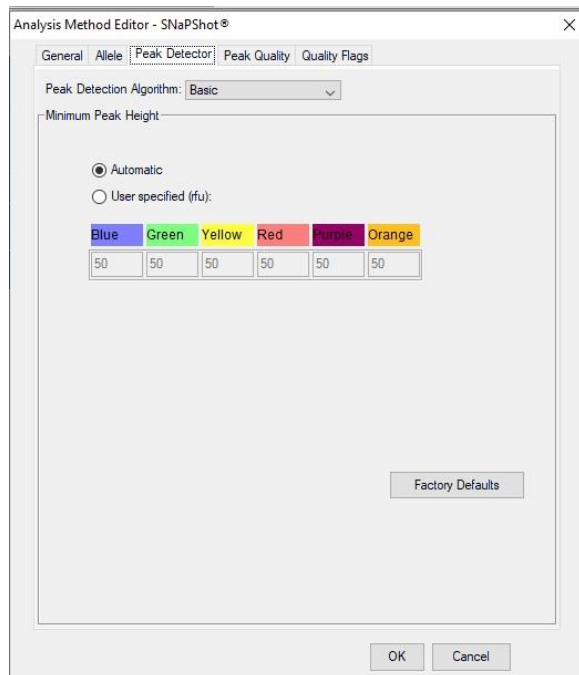 Analysis Method Editor - SNaPShot®
General Allele Peak Detector Peak Quality Quality Flags
Peak Detection Algorithm: Basic
Minimum Peak Height
Automatic
User specified (rfu):
Blue Green Yellow Red Purple Orange
50 50 50 50 50 50
Factory Defaults
OK Cancel